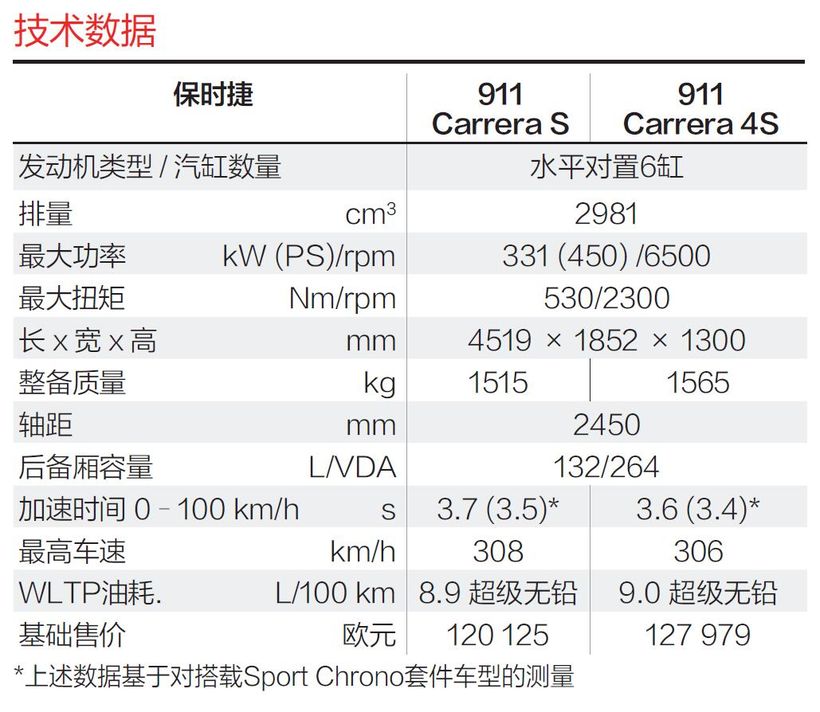 技术数据
保时捷 911 Carrera S 911 Carrera 4S
发动机类型 / 汽缸数量 水平对置6缸
排量 cm³ 2981
最大功率 kW (PS)/rpm 331 (450) /6500
最大扭矩 Nm/rpm 530/2300
长 x 宽 x 高 mm 4519 × 1852 × 1300
整备质量 kg 1515 1565
轴距 mm 2450
后备厢容量 L/VDA 132/264
加速时间 0 – 100 km/h s 3.7 (3.5)* 3.6 (3.4)*
最高车速 km/h 308 306
WLTP油耗. L/100 km 8.9 超级无铅 9.0 超级无铅
基础售价 欧元 120 125 127 979
*上述数据基于对搭载Sport Chrono套件车型的测量